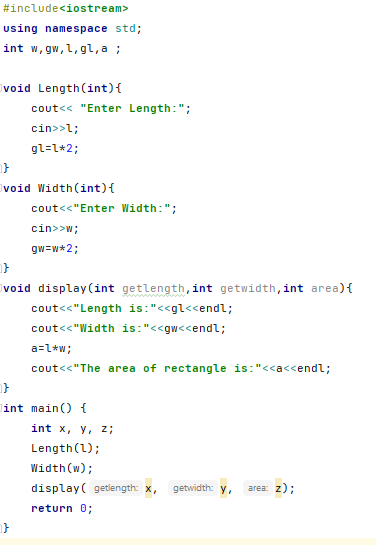 #include<iostream>
using namespace std;
int w,gw,l,gl,a ;
void Length(int){
cout<< "Enter Length:";
cin>>l;
gl=l*2;
}
void Width(int){
cout<<"Enter Width:";
cin>>w;
gw=w*2;
}
void display(int getlength,int getwidth,int area){
cout<<"Length is:"<<gl<<endl;
cout<<"Width is:"<<gw<<endl;
a=l*w;
cout<<"The area of rectangle is:"<<a<<endl;
}
int main() {
int x, y, z;
Length(l);
Width(w);
display( getlength: x, getwidth: y, area: z);
return 0;
}